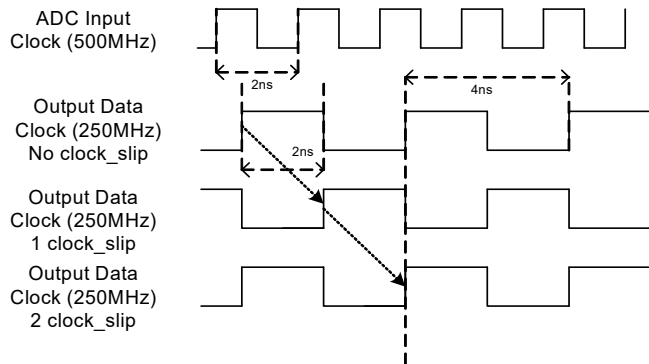 ADC Input
Clock (500MHz)
2ns
4ns
Output Data
Clock (250MHz)
No clock_slip
2ns
Output Data
Clock (250MHz)
1 clock_slip
Output Data
Clock (250MHz)
2 clock_slip